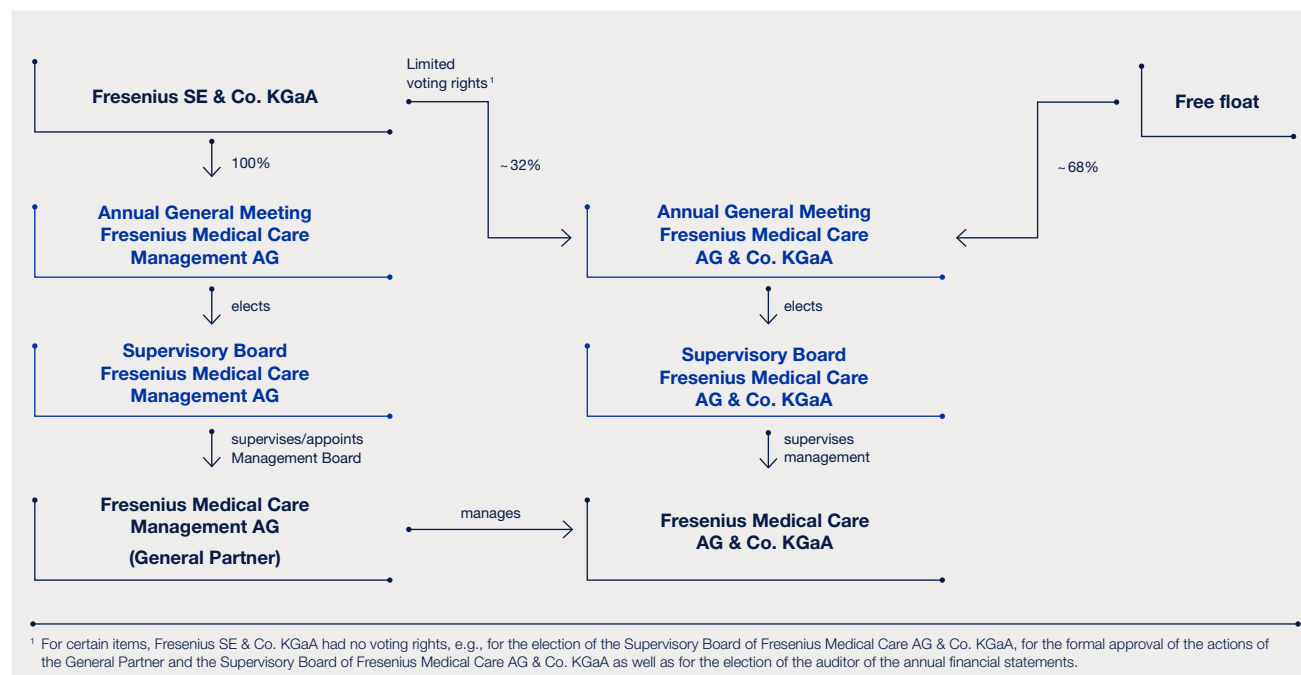 Fresenius SE & Co. KGaA
Limited
voting rights ¹
Free float
100%
~ 32%
~ 68%
Annual General Meeting
Fresenius Medical Care
Management AG
Annual General Meeting
Fresenius Medical Care
AG & Co. KGaA
elects
elects
Supervisory Board
Fresenius Medical Care
Management AG
Supervisory Board
Fresenius Medical Care
AG & Co. KGaA
supervises/appoints
Management Board
supervises
management
Fresenius Medical Care
Management AG
(General Partner)
manages
Fresenius Medical Care
AG & Co. KGaA
¹ For certain items, Fresenius SE & Co. KGaA had no voting rights, e.g., for the election of the Supervisory Board of Fresenius Medical Care AG & Co. KGaA, for the formal approval of the actions of
the General Partner and the Supervisory Board of Fresenius Medical Care AG & Co. KGaA as well as for the election of the auditor of the annual financial statements.